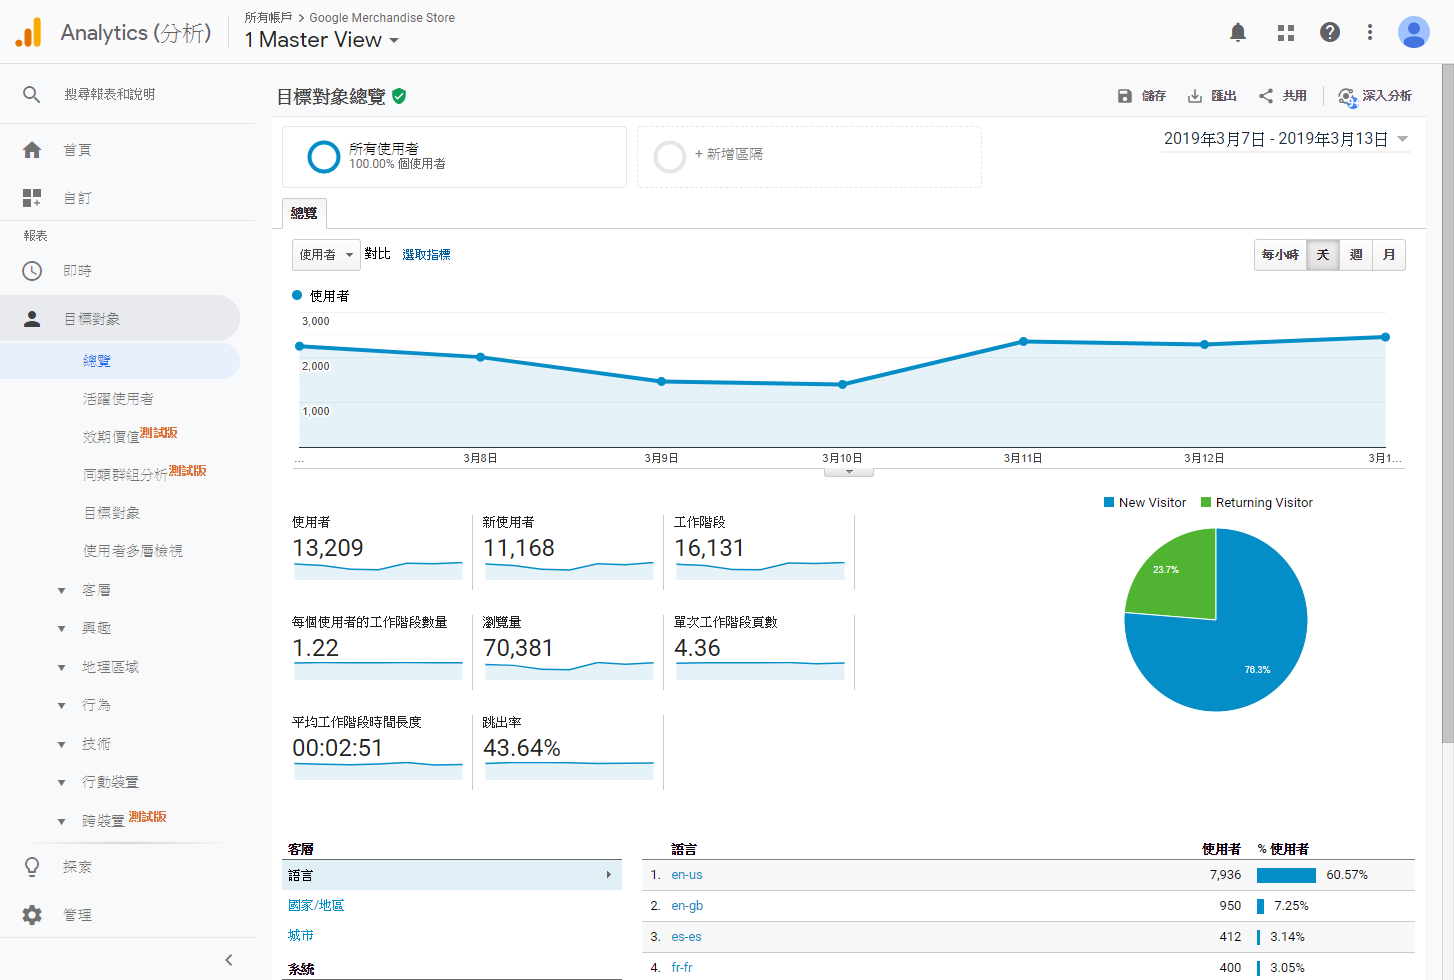 Analytics (分析)
所有帳戶 > Google Merchandise Store
1 Master View
搜尋報表和說明
首頁
自訂
報表
即時
目標對象
總覽
活躍使用者
效期價值測試版
同類群組分析測試版
目標對象
使用者多層檢視
客層
興趣
地理區域
行為
技術
行動裝置
跨裝置 測試版
探索
管理
目標對象總覽
儲存
匯出
共用
深入分析
所有使用者
100.00% 個使用者
+ 新增區隔
2019年3月7日 - 2019年3月13日
總覽
使用者
對比
選取指標
每小時
天
週
月
使用者
3,000
2,000
1,000
...
3月8日
3月9日
3月10日
3月11日
3月12日
3月1...
New Visitor
Returning Visitor
23.7%
76.3%
使用者
13,209
新使用者
11,168
工作階段
16,131
每個使用者的工作階段數量
1.22
瀏覽量
70,381
單次工作階段頁數
4.36
平均工作階段時間長度
00:02:51
跳出率
43.64%
客層
語言
國家/地區
城市
系統
語言 使用者 % 使用者
1. en-us 7,936 60.57%
2. en-gb 950 7.25%
3. es-es 412 3.14%
4. fr-fr 400 3.05%